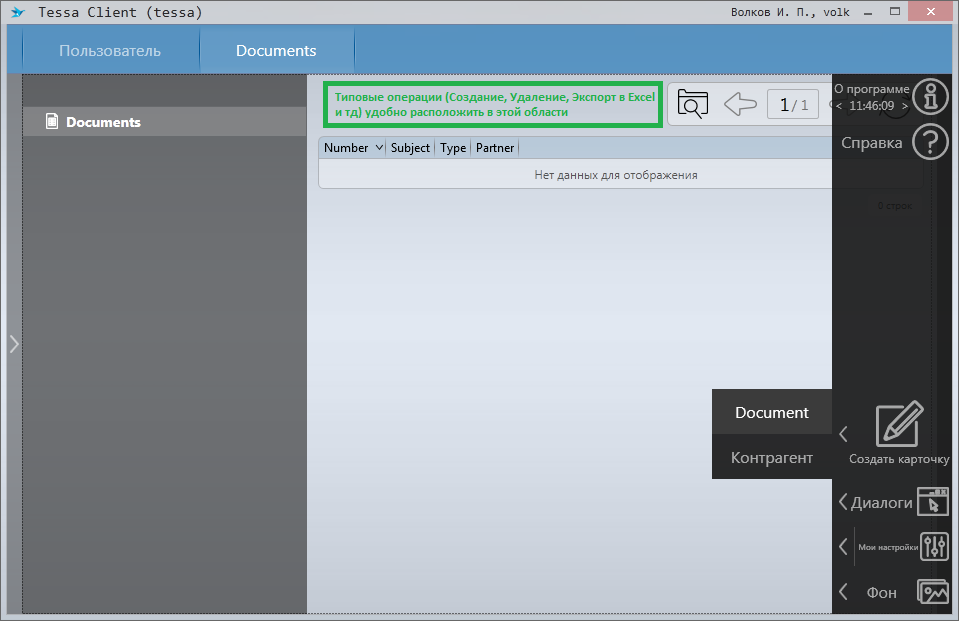 Tessa Client (tessa)
Волков И. П., volk
Пользователь
Documents
Documents
Типовые операции (Создание, Удаление, Экспорт в Excel
и тд) удобно расположить в этой области
1 / 1
О программе
< 11:46:09 >
Справка
Number Subject Type Partner
Нет данных для отображения
0 строк
Document
Контрагент
Создать карточку
Диалоги
Мои настройки
Фон